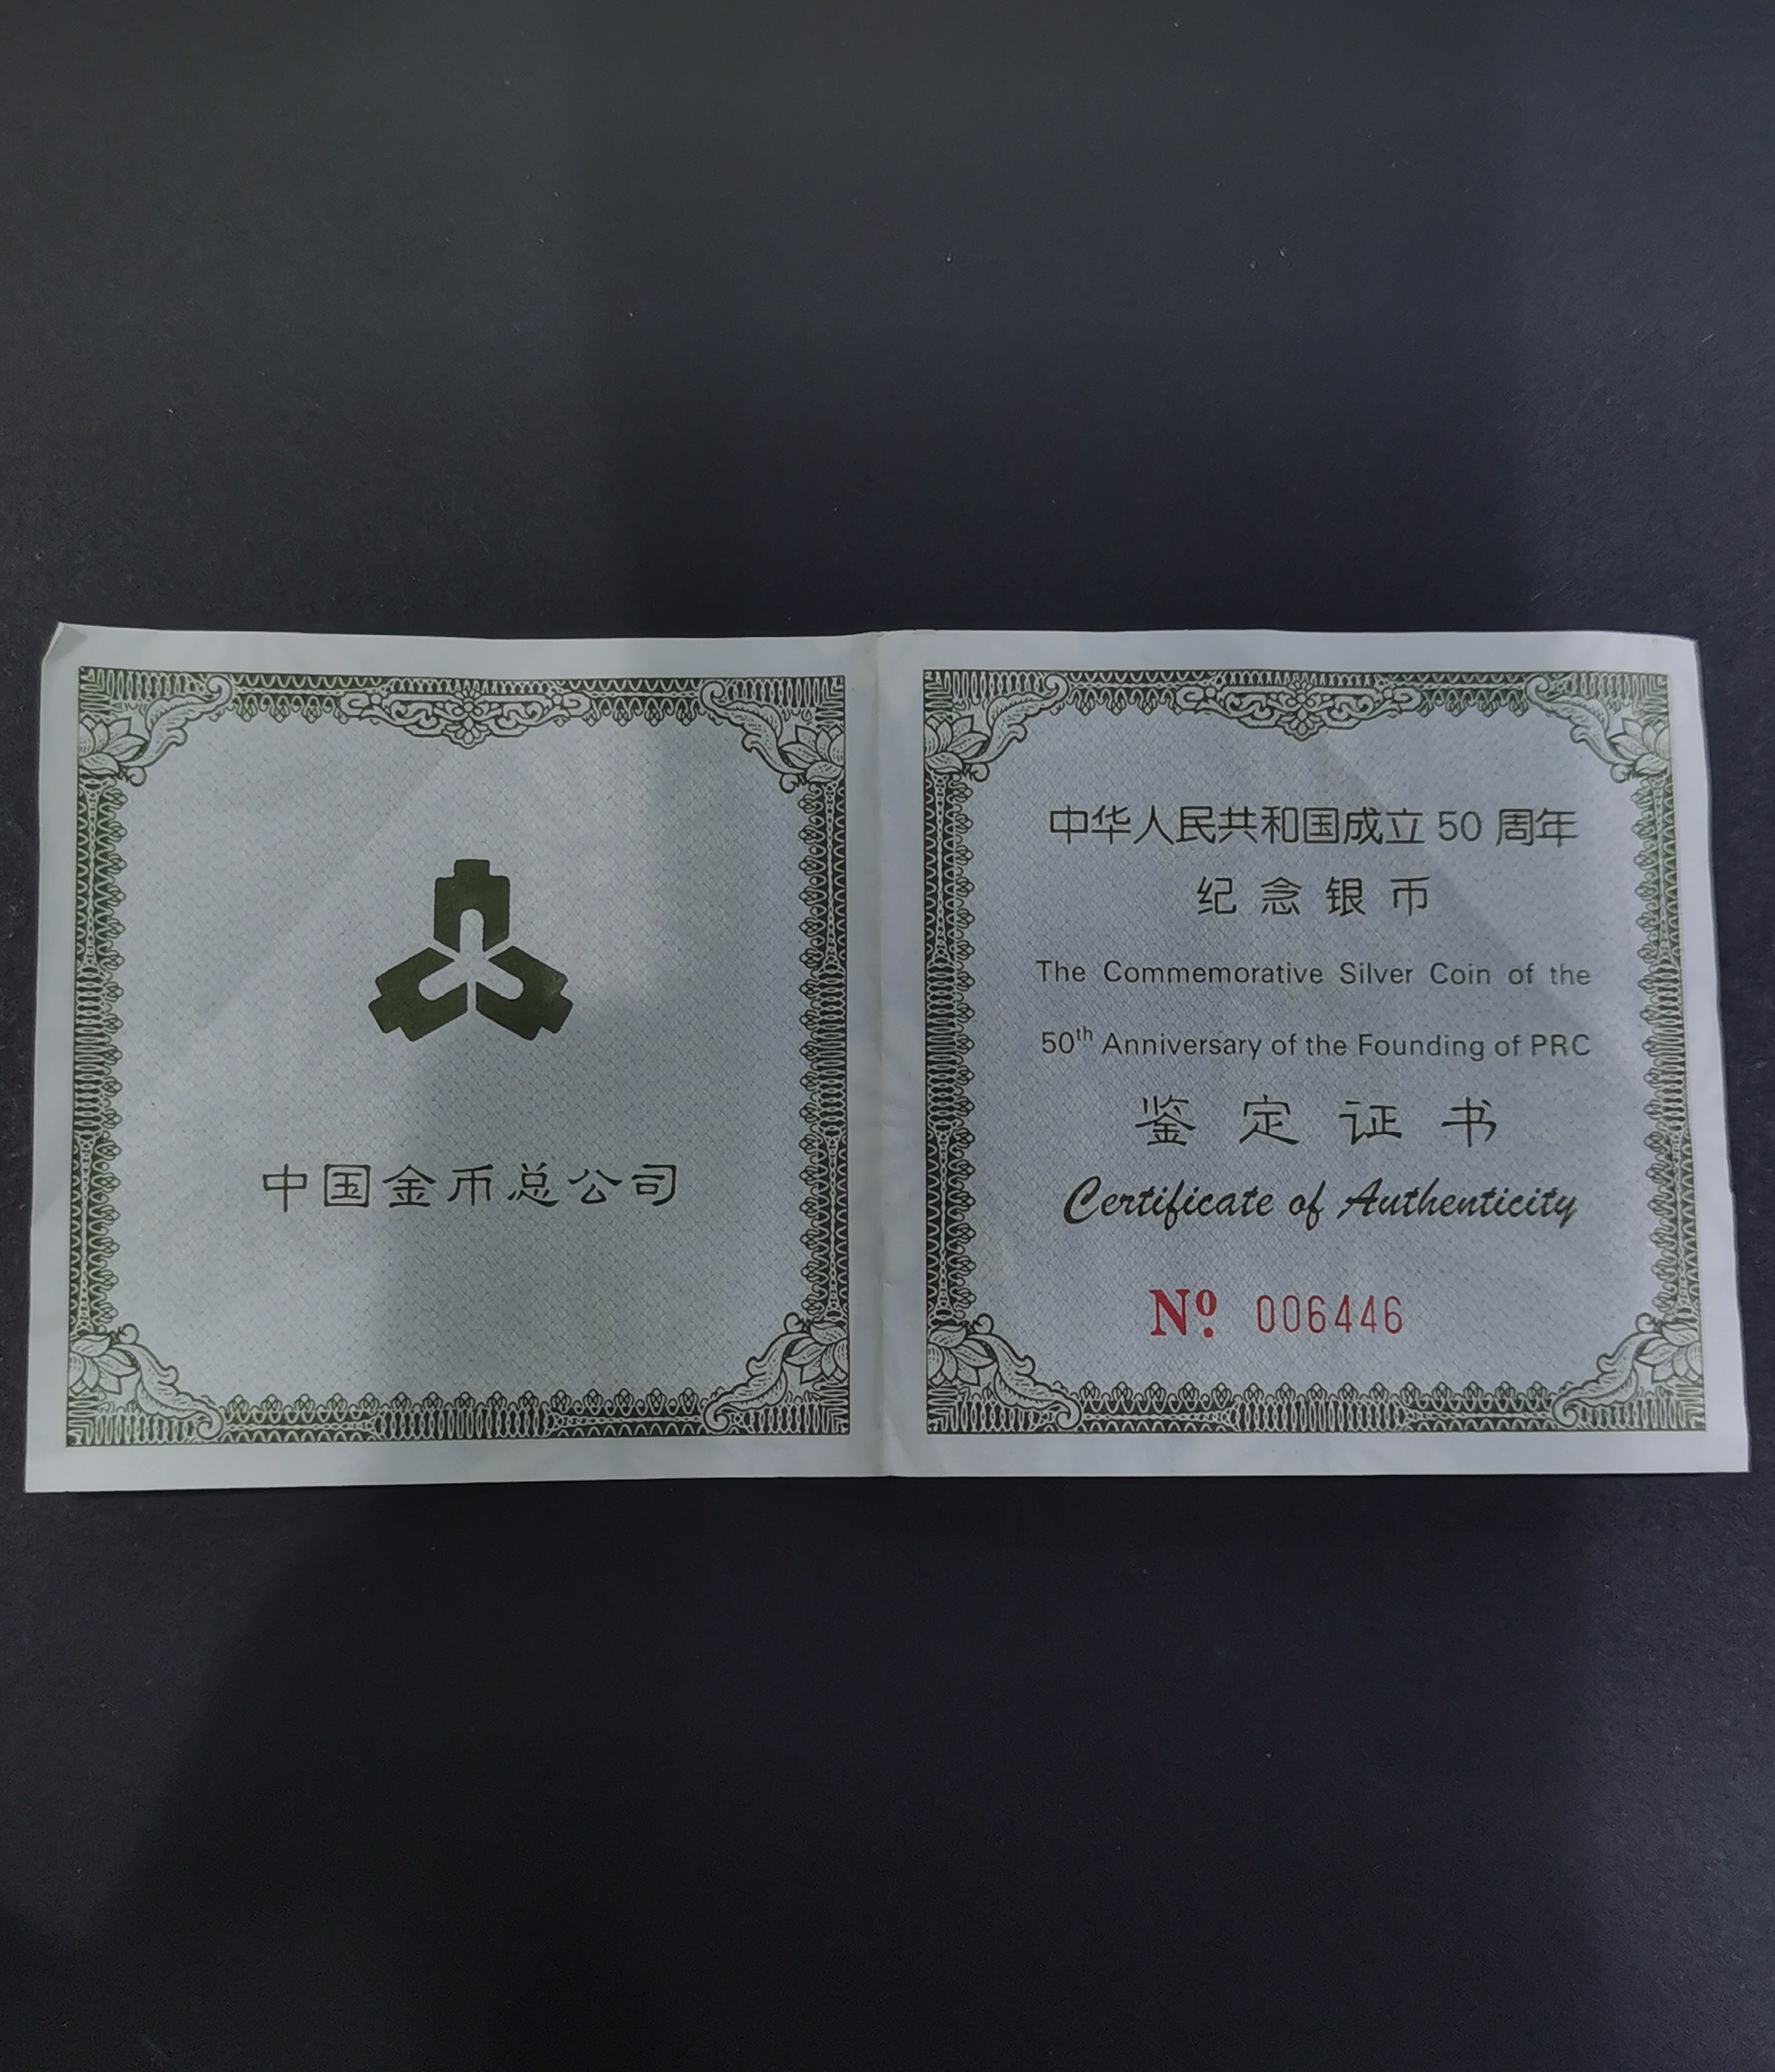 中国金币总公司
中华人民共和国成立 50 周年
纪念银币
The Commemorative Silver Coin of the
50th Anniversary of the Founding of PRC
鉴定证书
Certificate of Authenticity
Nº 006446